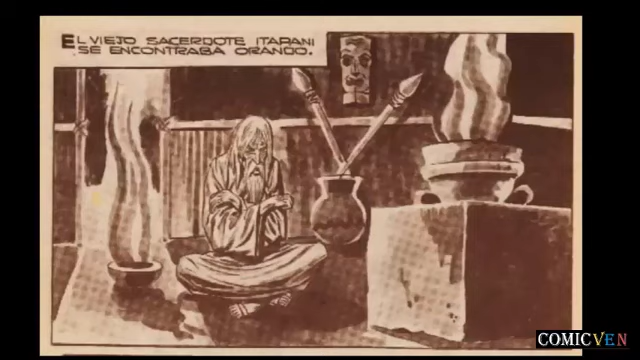 EL VIEJO SACERDOTE ITAPANI
SE ENCONTRABA ORANDO.
COMICVEN